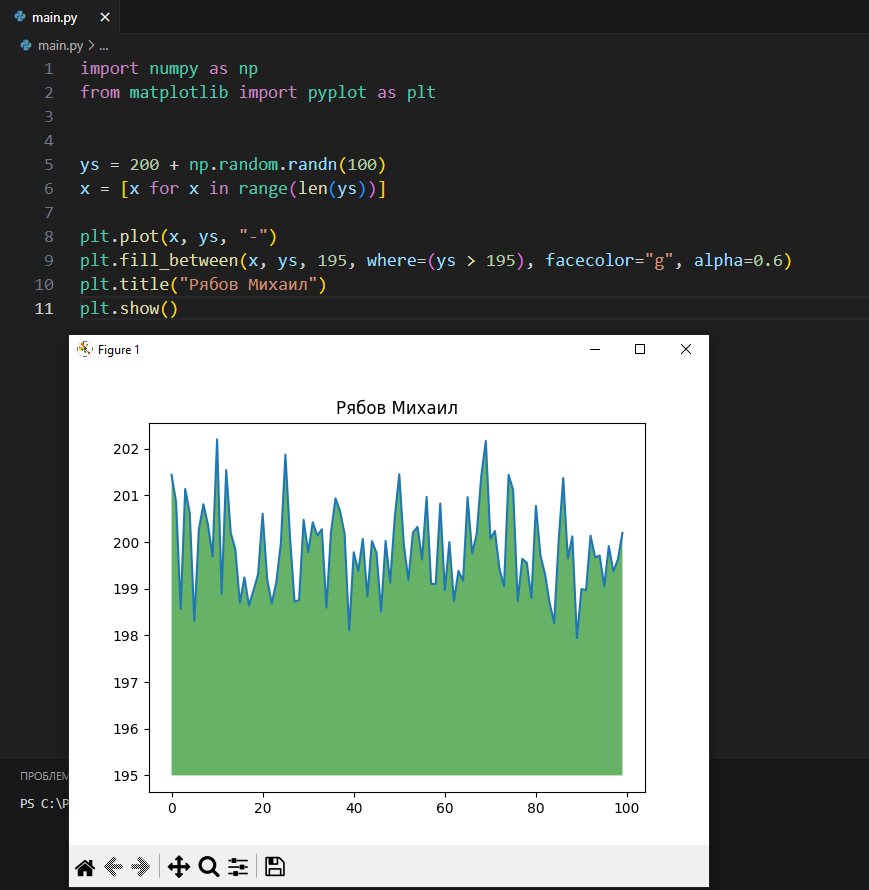 main.py
main.py > ...
1 import numpy as np
2 from matplotlib import pyplot as plt
3
4
5 ys = 200 + np.random.randn(100)
6 x = [x for x in range(len(ys))]
7
8 plt.plot(x, ys, "-")
9 plt.fill_between(x, ys, 195, where=(ys > 195), facecolor="g", alpha=0.6)
10 plt.title("Рябов Михаил")
11 plt.show()
Figure 1
Рябов Михаил
202
201
200
199
198
197
196
195
0 20 40 60 80 100
ПРОБЛЕМ
PS C:\P